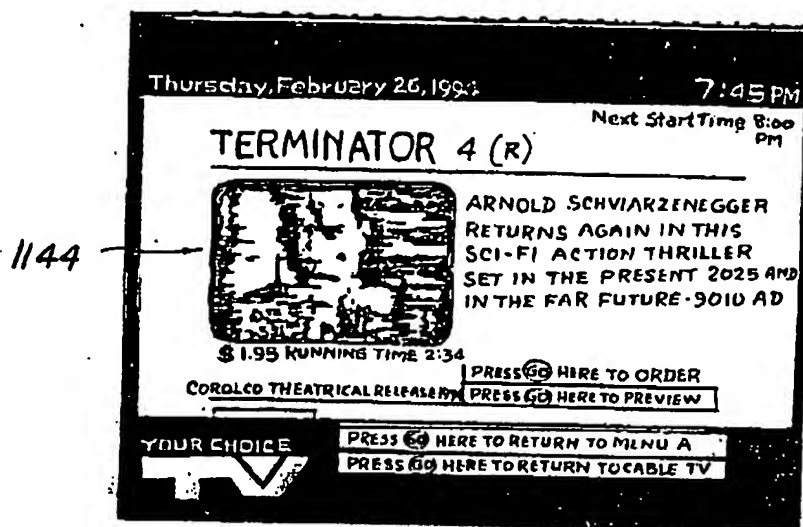 Thursday, February 26, 1994
7:45 PM
Next Start Time 8:00
PM
TERMINATOR 4 (R)
1144
ARNOLD SCHVIARZENEGGER
RETURNS AGAIN IN THIS
SCI-FI ACTION THRILLER
SET IN THE PRESENT 2025 AND
IN THE FAR FUTURE-9010 AD
$1.95 RUNNING TIME 2:34
PRESS GO HERE TO ORDER
COROLCO THEATRICAL RELEASE
PRESS GO HERE TO PREVIEW
YOUR CHOICE
TV
PRESS GO HERE TO RETURN TO MENU A
PRESS GO HERE TO RETURN TO CABLE TV